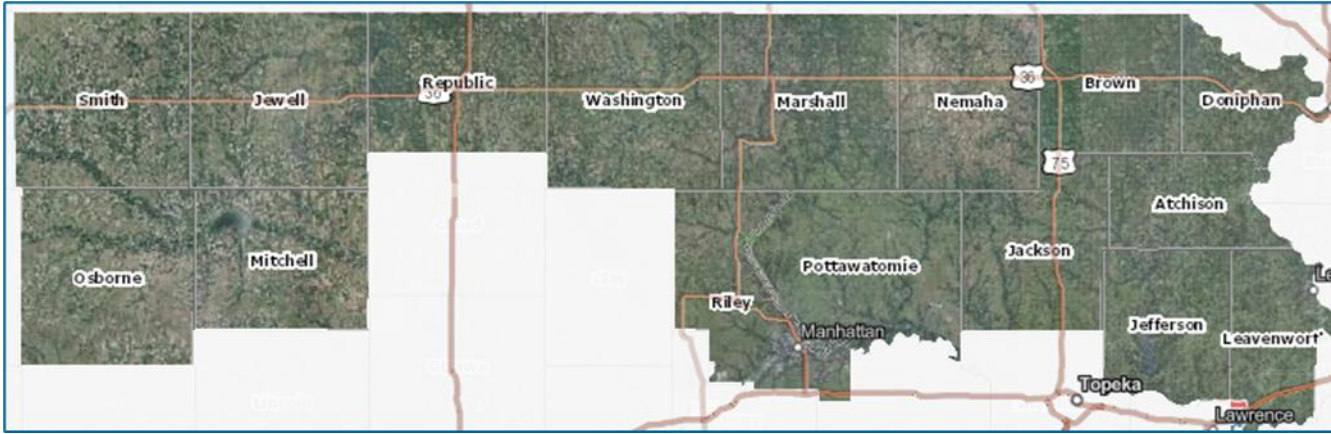 Smith
Jewell
Republic
36
Washington
Marshall
Nemaha
36
Brown
Doniphan
75
Atchison
Osborne
Mitchell
Pottawatomie
Jackson
Riley
Manhattan
Jefferson
Leavenwort
Topeka
Lawrence